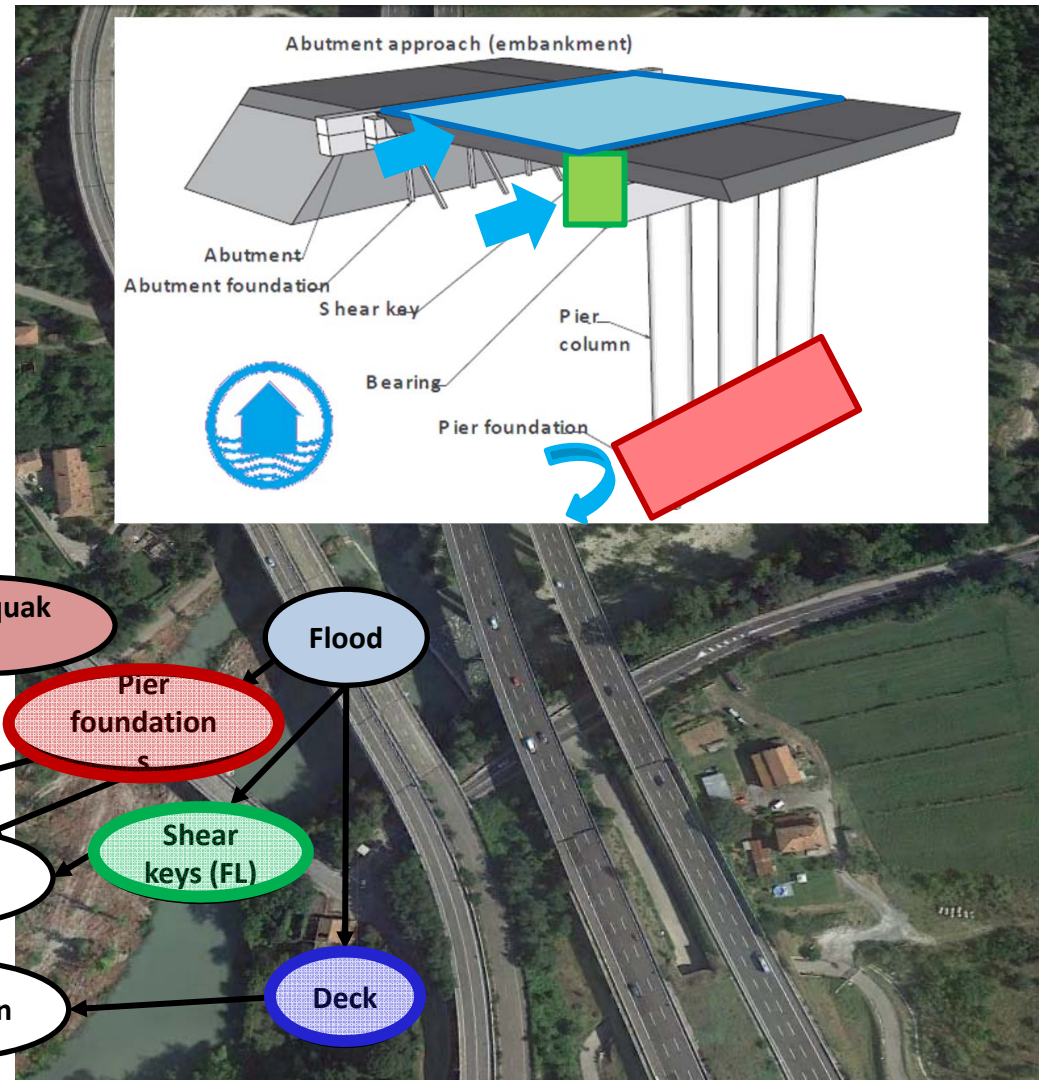 Abutment approach (embankment)
Abutment
Abutment foundation
Shear key
Pier
column
Bearing
Pier foundation
quak
Flood
Pier
foundation
s
Shear
keys (FL)
Deck
n